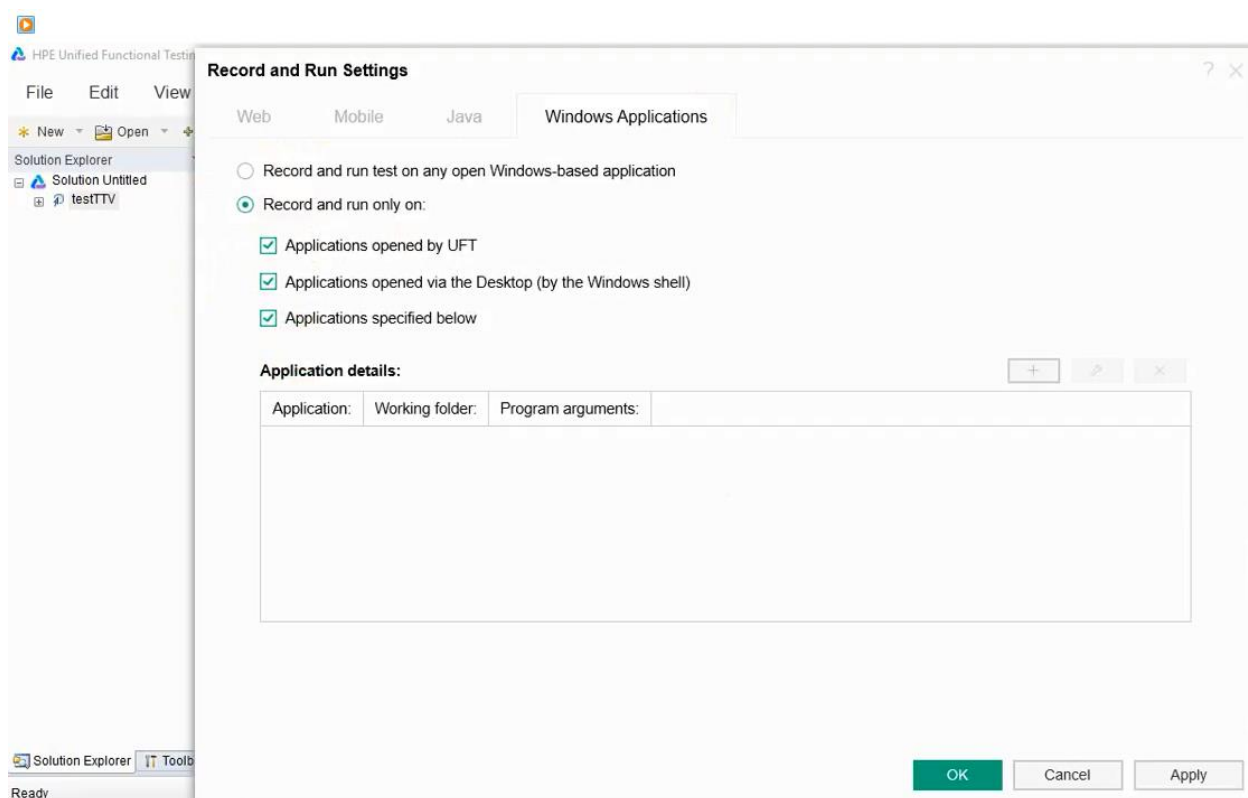 HPE Unified Functional Testin
File Edit View
New Open
Solution Explorer
Solution Untitled
testTTV
Record and Run Settings
Web Mobile Java Windows Applications
Record and run test on any open Windows-based application
Record and run only on:
Applications opened by UFT
Applications opened via the Desktop (by the Windows shell)
Applications specified below
Application details:
Application: Working folder: Program arguments:
OK Cancel Apply
Solution Explorer Toolb
Ready